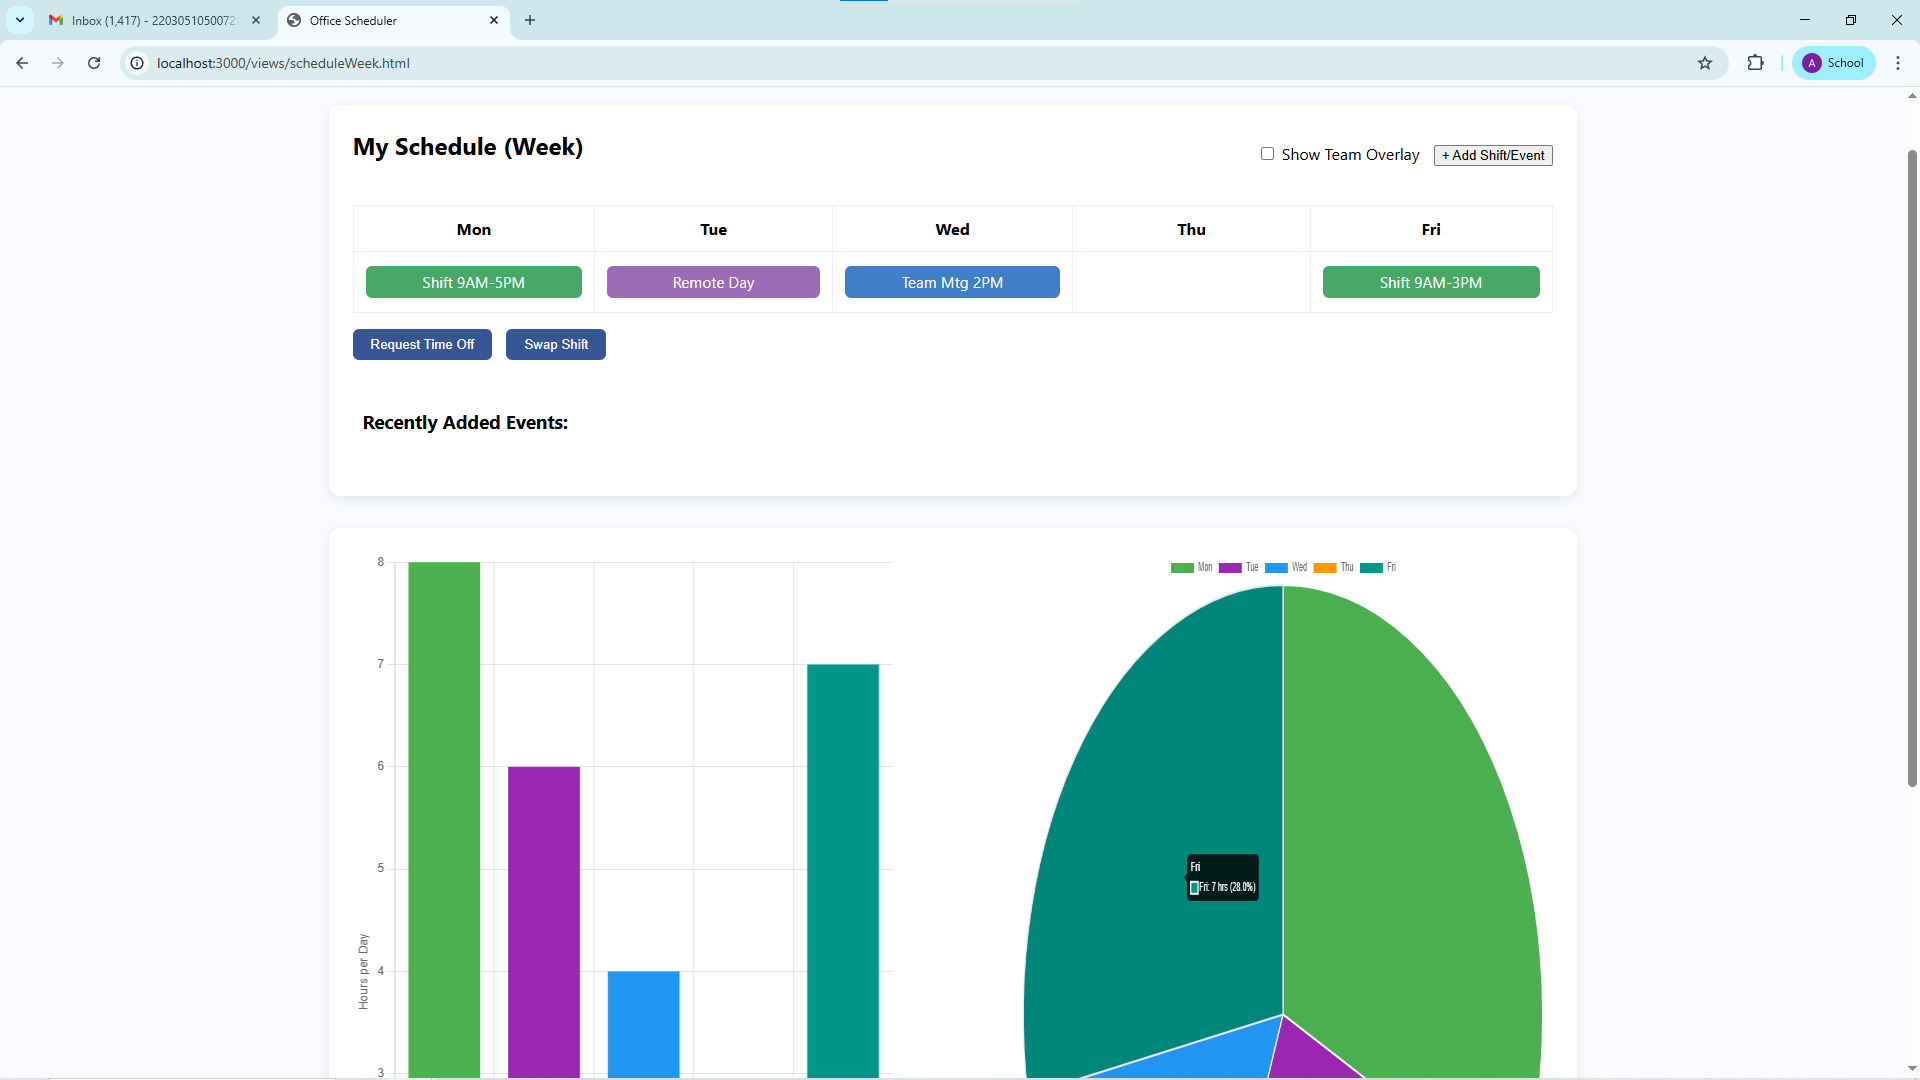 Inbox (1,417) - 2203051050072
Office Scheduler
localhost:3000/views/scheduleWeek.html
A School
My Schedule (Week)
Show Team Overlay
+ Add Shift/Event
Mon Tue Wed Thu Fri
Shift 9AM-5PM Remote Day Team Mtg 2PM Shift 9AM-3PM
Request Time Off Swap Shift
Recently Added Events:
8
7
6
5
4
3
Hours per Day
Mon Tue Wed Thu Fri
Fri
Fri: 7 hrs (28.0%)